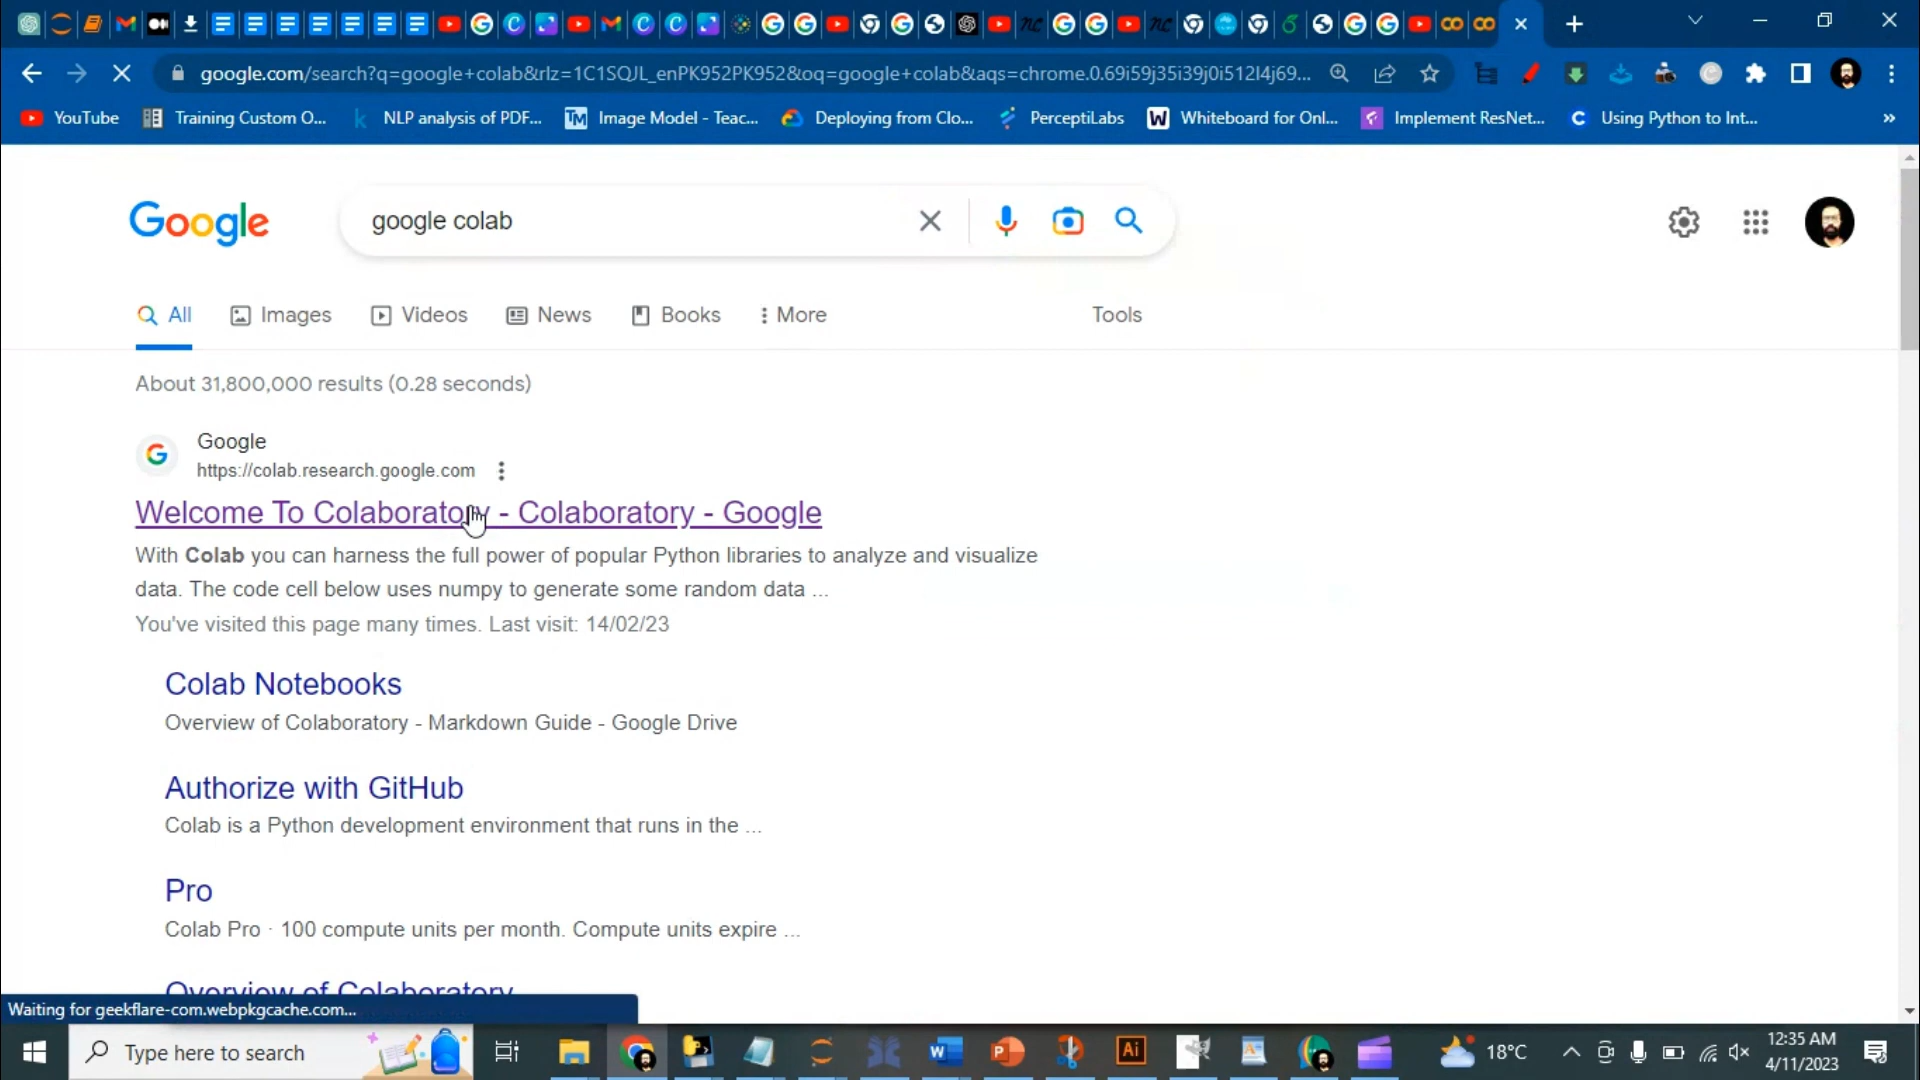 google.com/search?q=google+colab&rlz=1C1SQJL_enPK952PK952&oq=google+colab&aqs=chrome.0.69i59j35i39j0i512l4j69...
YouTube Training Custom O... NLP analysis of PDF... Image Model - Teac... Deploying from Clo... PerceptiLabs Whiteboard for Onl... Implement ResNet... Using Python to Int... »
Google google colab
All Images Videos News Books More Tools
About 31,800,000 results (0.28 seconds)
Google
https://colab.research.google.com
Welcome To Colaboratory - Colaboratory - Google
With Colab you can harness the full power of popular Python libraries to analyze and visualize
data. The code cell below uses numpy to generate some random data ...
You've visited this page many times. Last visit: 14/02/23
Colab Notebooks
Overview of Colaboratory - Markdown Guide - Google Drive
Authorize with GitHub
Colab is a Python development environment that runs in the ...
Pro
Colab Pro · 100 compute units per month. Compute units expire ...
Overview of Colaboratory
Waiting for geekflare-com.webpkgcache.com...
Type here to search 18°C 12:35 AM
4/11/2023